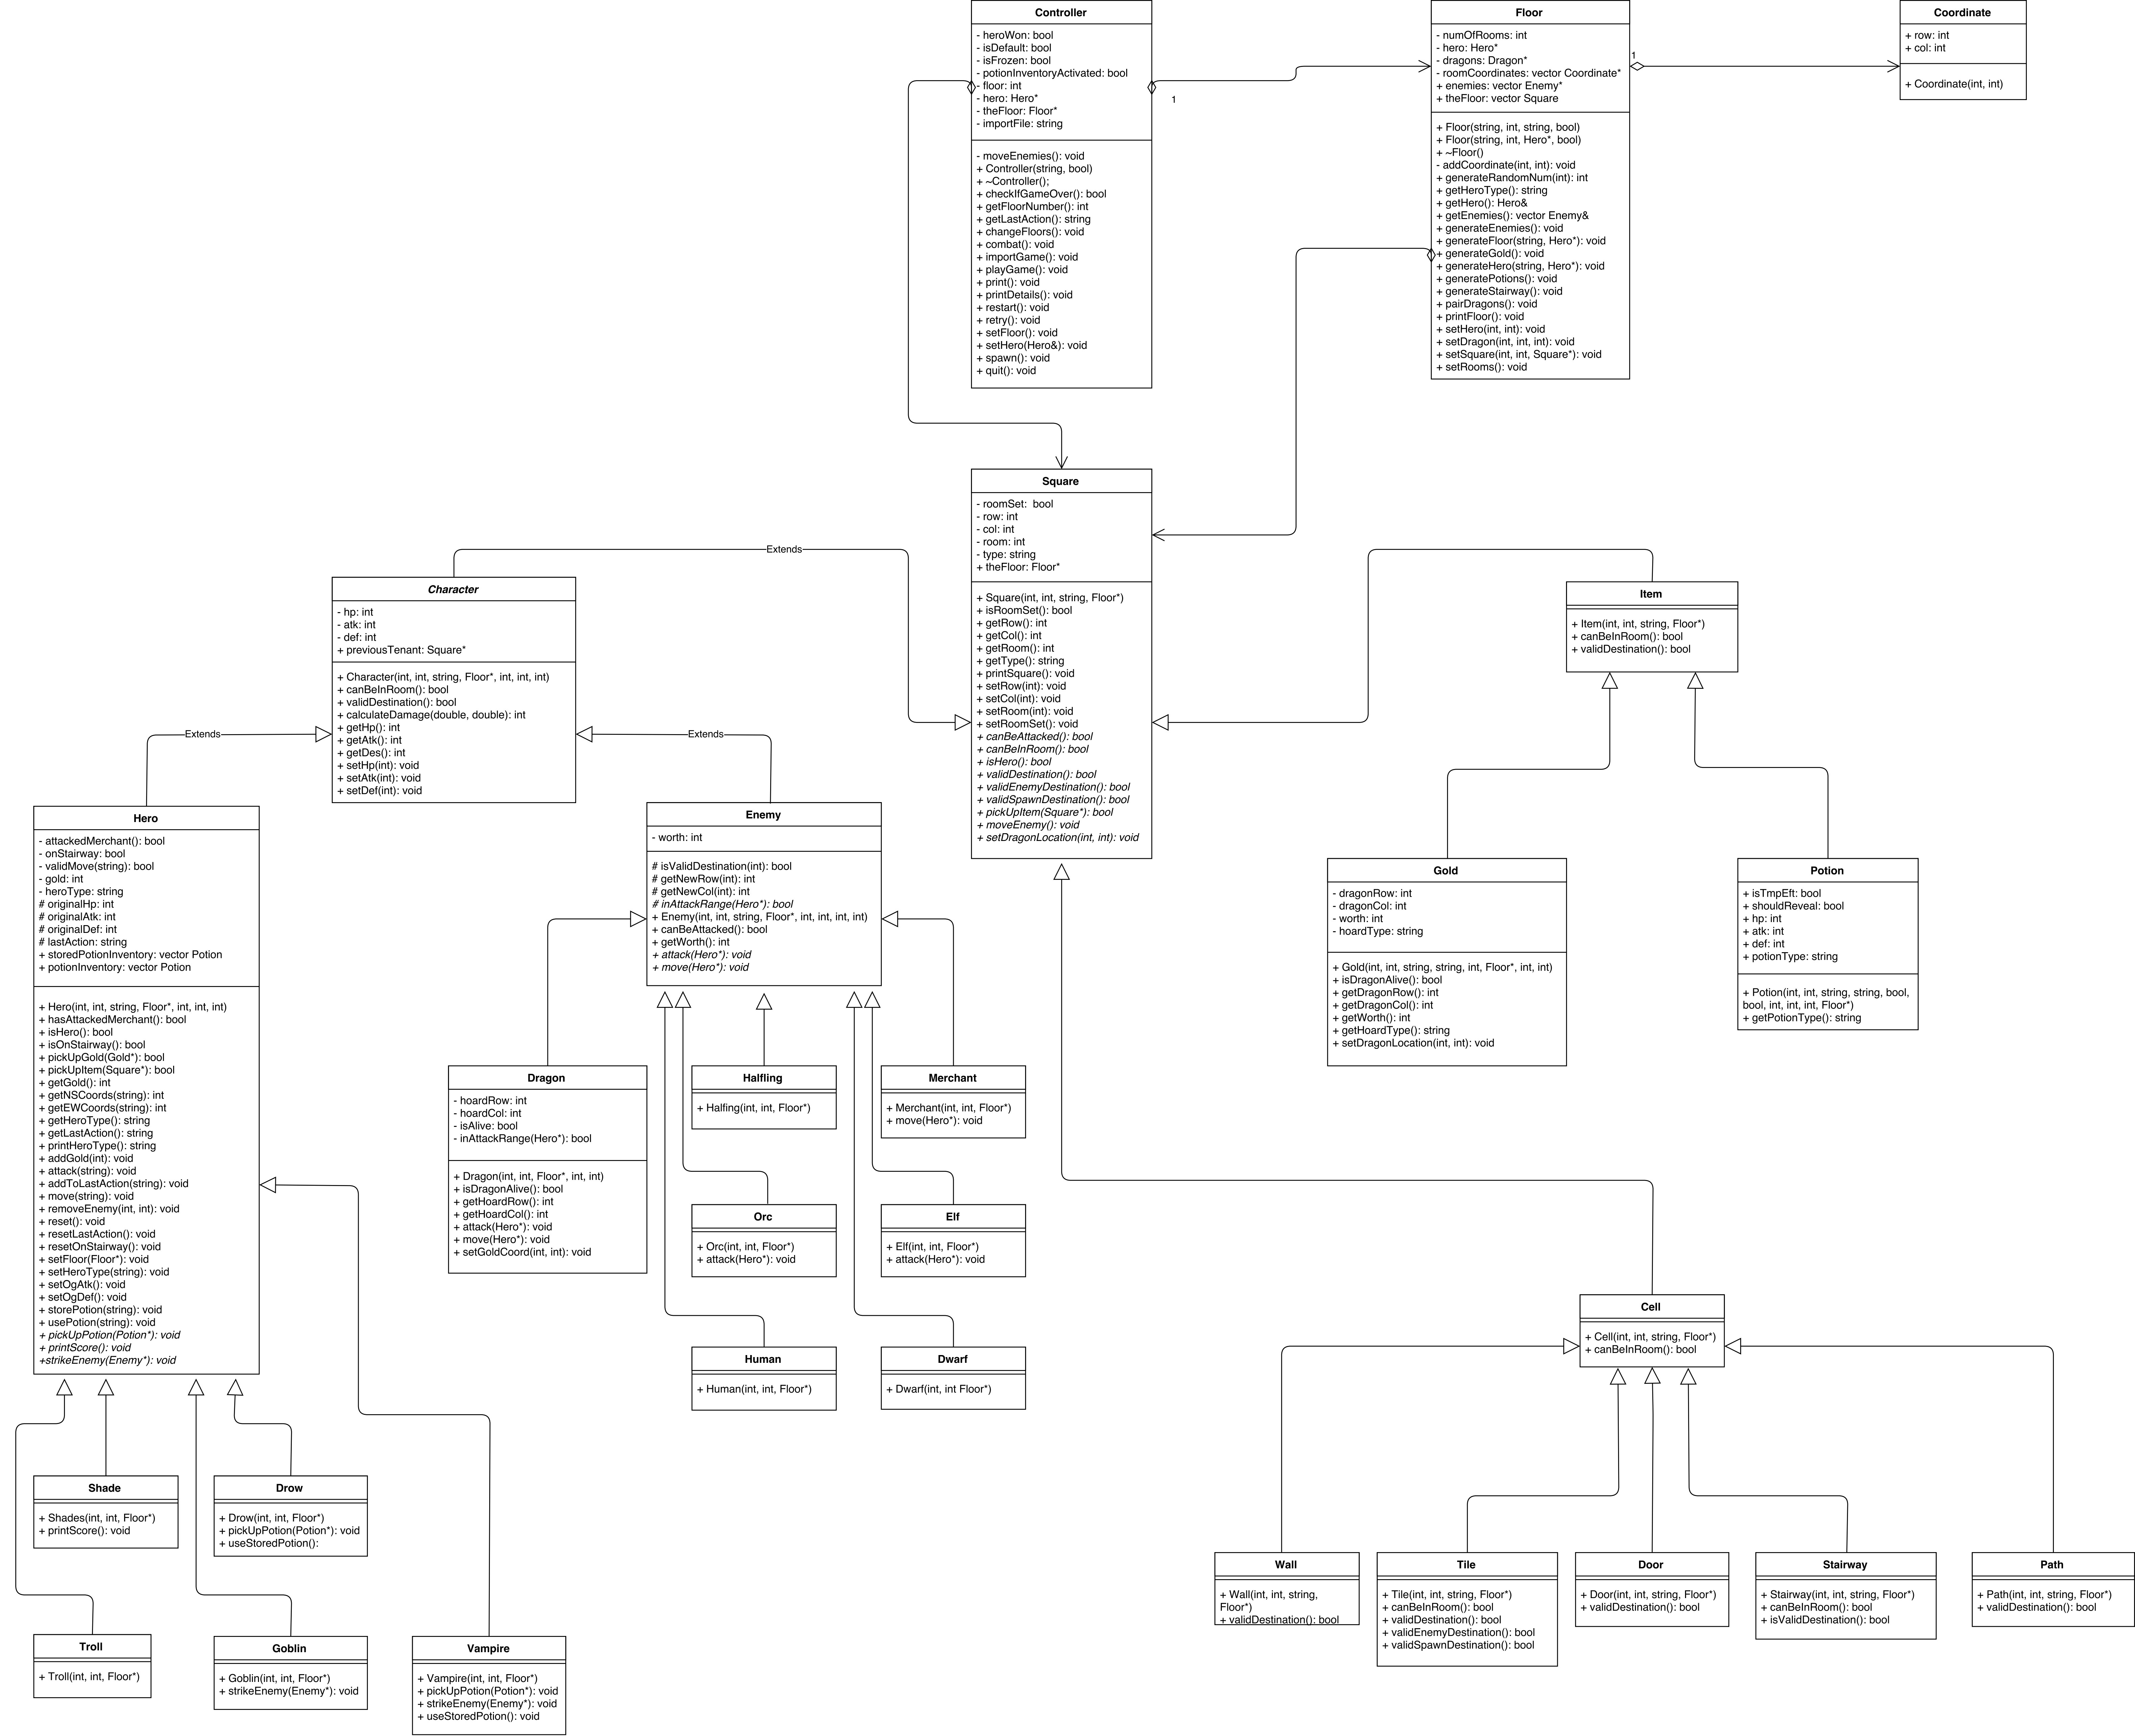 Controller
- heroWon: bool
- isDefault: bool
- isFrozen: bool
- potionInventoryActivated: bool
- floor: int
- hero: Hero*
- theFloor: Floor*
- importFile: string
- moveEnemies(): void
+ Controller(string, bool)
+ ~Controller();
+ checkIfGameOver(): bool
+ getFloorNumber(): int
+ getLastAction(): string
+ changeFloors(): void
+ combat(): void
+ importGame(): void
+ playGame(): void
+ print(): void
+ printDetails(): void
+ restart(): void
+ retry(): void
+ setFloor(): void
+ setHero(Hero&): void
+ spawn(): void
+ quit(): void
1
Floor
- numOfRooms: int
- hero: Hero*
- dragons: Dragon*
- roomCoordinates: vector Coordinate*
+ enemies: vector Enemy*
+ theFloor: vector Square
+ Floor(string, int, string, bool)
+ Floor(string, int, Hero*, bool)
+ ~Floor()
- addCoordinate(int, int): void
+ generateRandomNum(int): int
+ getHeroType(): string
+ getHero(): Hero&
+ getEnemies(): vector Enemy&
+ generateEnemies(): void
+ generateFloor(string, Hero*): void
+ generateGold(): void
+ generateHero(string, Hero*): void
+ generatePotions(): void
+ generateStairway(): void
+ pairDragons(): void
+ printFloor(): void
+ setHero(int, int): void
+ setDragon(int, int, int): void
+ setSquare(int, int, Square*): void
+ setRooms(): void
1
Coordinate
+ row: int
+ col: int
+ Coordinate(int, int)
Square
- roomSet:  bool
- row: int
- col: int
- room: int
- type: string
+ theFloor: Floor*
+ Square(int, int, string, Floor*)
+ isRoomSet(): bool
+ getRow(): int
+ getCol(): int
+ getRoom(): int
+ getType(): string
+ printSquare(): void
+ setRow(int): void
+ setCol(int): void
+ setRoom(int): void
+ setRoomSet(): void
+ canBeAttacked(): bool
+ canBeInRoom(): bool
+ isHero(): bool
+ validDestination(): bool
+ validEnemyDestination(): bool
+ validSpawnDestination(): bool
+ pickUpItem(Square*): bool
+ moveEnemy(): void
+ setDragonLocation(int, int): void
Extends
Character
- hp: int
- atk: int
- def: int
+ previousTenant: Square*
+ Character(int, int, string, Floor*, int, int, int)
+ canBeInRoom(): bool
+ validDestination(): bool
+ calculateDamage(double, double): int
+ getHp(): int
+ getAtk(): int
+ getDes(): int
+ setHp(int): void
+ setAtk(int): void
+ setDef(int): void
Item
+ Item(int, int, string, Floor*)
+ canBeInRoom(): bool
+ validDestination(): bool
Extends
Extends
Hero
- attackedMerchant(): bool
- onStairway: bool
- validMove(string): bool
- gold: int
- heroType: string
# originalHp: int
# originalAtk: int
# originalDef: int
# lastAction: string
+ storedPotionInventory: vector Potion
+ potionInventory: vector Potion
+ Hero(int, int, string, Floor*, int, int, int)
+ hasAttackedMerchant(): bool
+ isHero(): bool
+ isOnStairway(): bool
+ pickUpGold(Gold*): bool
+ pickUpItem(Square*): bool
+ getGold(): int
+ getNSCoords(string): int
+ getEWCoords(string): int
+ getHeroType(): string
+ getLastAction(): string
+ printHeroType(): string
+ addGold(int): void
+ attack(string): void
+ addToLastAction(string): void
+ move(string): void
+ removeEnemy(int, int): void
+ reset(): void
+ resetLastAction(): void
+ resetOnStairway(): void
+ setFloor(Floor*): void
+ setHeroType(string): void
+ setOgAtk(): void
+ setOgDef(): void
+ storePotion(string): void
+ usePotion(string): void
+ pickUpPotion(Potion*): void
+ printScore(): void
+strikeEnemy(Enemy*): void
Enemy
- worth: int
# isValidDestination(int): bool
# getNewRow(int): int
# getNewCol(int): int
# inAttackRange(Hero*): bool
+ Enemy(int, int, string, Floor*, int, int, int, int)
+ canBeAttacked(): bool
+ getWorth(): int
+ attack(Hero*): void
+ move(Hero*): void
Gold
- dragonRow: int
- dragonCol: int
- worth: int
- hoardType: string
+ Gold(int, int, string, string, int, Floor*, int, int)
+ isDragonAlive(): bool
+ getDragonRow(): int
+ getDragonCol(): int
+ getWorth(): int
+ getHoardType(): string
+ setDragonLocation(int, int): void
Potion
+ isTmpEft: bool
+ shouldReveal: bool
+ hp: int
+ atk: int
+ def: int
+ potionType: string
+ Potion(int, int, string, string, bool,
bool, int, int, int, Floor*)
+ getPotionType(): string
Dragon
- hoardRow: int
- hoardCol: int
- isAlive: bool
- inAttackRange(Hero*): bool
+ Dragon(int, int, Floor*, int, int)
+ isDragonAlive(): bool
+ getHoardRow(): int
+ getHoardCol(): int
+ attack(Hero*): void
+ move(Hero*): void
+ setGoldCoord(int, int): void
Halfling
+ Halfing(int, int, Floor*)
Merchant
+ Merchant(int, int, Floor*)
+ move(Hero*): void
Orc
+ Orc(int, int, Floor*)
+ attack(Hero*): void
Elf
+ Elf(int, int, Floor*)
+ attack(Hero*): void
Human
+ Human(int, int, Floor*)
Dwarf
+ Dwarf(int, int Floor*)
Cell
+ Cell(int, int, string, Floor*)
+ canBeInRoom(): bool
Shade
+ Shades(int, int, Floor*)
+ printScore(): void
Drow
+ Drow(int, int, Floor*)
+ pickUpPotion(Potion*): void
+ useStoredPotion():
Wall
+ Wall(int, int, string,
Floor*)
+ validDestination(): bool
Tile
+ Tile(int, int, string, Floor*)
+ canBeInRoom(): bool
+ validDestination(): bool
+ validEnemyDestination(): bool
+ validSpawnDestination(): bool
Door
+ Door(int, int, string, Floor*)
+ validDestination(): bool
Stairway
+ Stairway(int, int, string, Floor*)
+ canBeInRoom(): bool
+ isValidDestination(): bool
Path
+ Path(int, int, string, Floor*)
+ validDestination(): bool
Troll
+ Troll(int, int, Floor*)
Goblin
+ Goblin(int, int, Floor*)
+ strikeEnemy(Enemy*): void
Vampire
+ Vampire(int, int, Floor*)
+ pickUpPotion(Potion*): void
+ strikeEnemy(Enemy*): void
+ useStoredPotion(): void